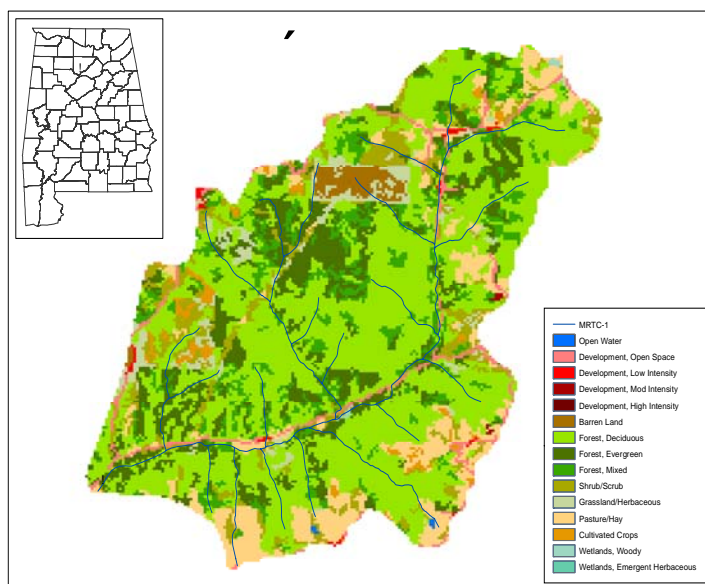 MRTC-1
Open Water
Development, Open Space
Development, Low Intensity
Development, Mod Intensity
Development, High Intensity
Barren Land
Forest, Deciduous
Forest, Evergreen
Forest, Mixed
Shrub/Scrub
Grassland/Herbaceous
Pasture/Hay
Cultivated Crops
Wetlands, Woody
Wetlands, Emergent Herbaceous